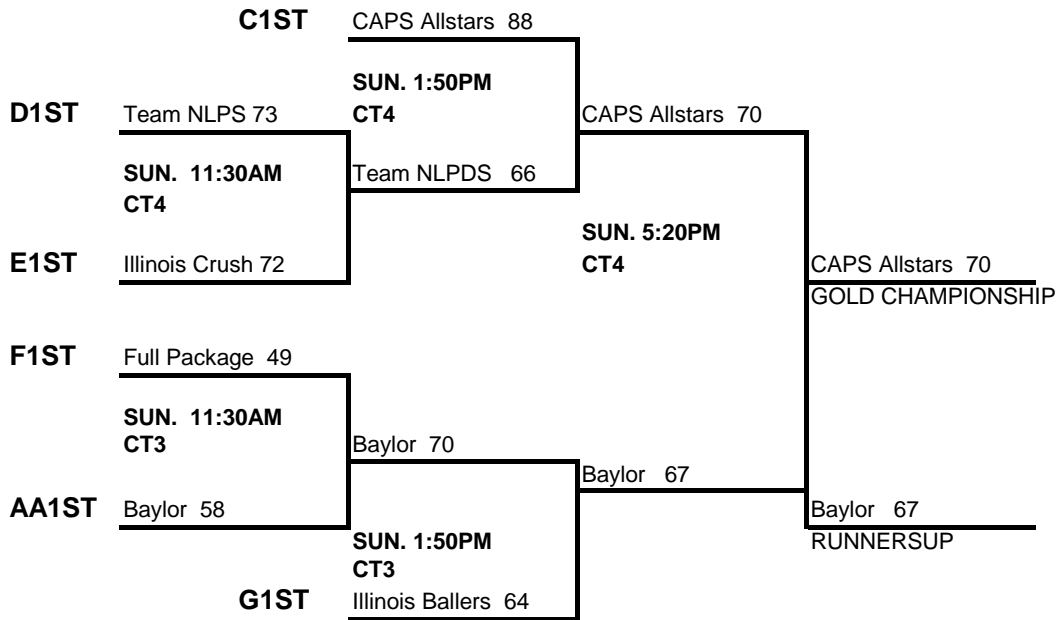 C1ST CAPS Allstars 88
SUN. 1:50PM
CT4
D1ST Team NLPS 73
CAPS Allstars 70
SUN. 11:30AM
CT4
Team NLPDS 66
SUN. 5:20PM
CT4
E1ST Illinois Crush 72
CAPS Allstars 70
GOLD CHAMPIONSHIP
F1ST Full Package 49
SUN. 11:30AM
CT3
Baylor 70
Baylor 67
AA1ST Baylor 58
Baylor 67
RUNNERSUP
SUN. 1:50PM
CT3
G1ST Illinois Ballers 64